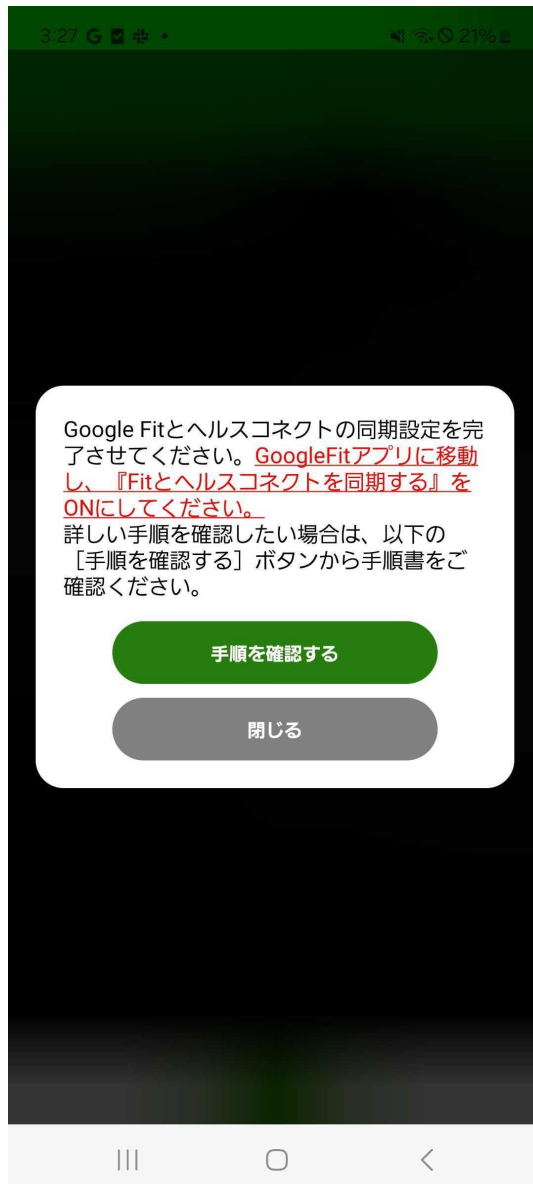 3:27 G
21%
Google Fitとヘルスコネクトの同期設定を完
了させてください。GoogleFitアプリに移動
し、『Fitとヘルスコネクトを同期する』を
ONにしてください。
詳しい手順を確認したい場合は、以下の
［手順を確認する］ボタンから手順書をご
確認ください。
手順を確認する
閉じる